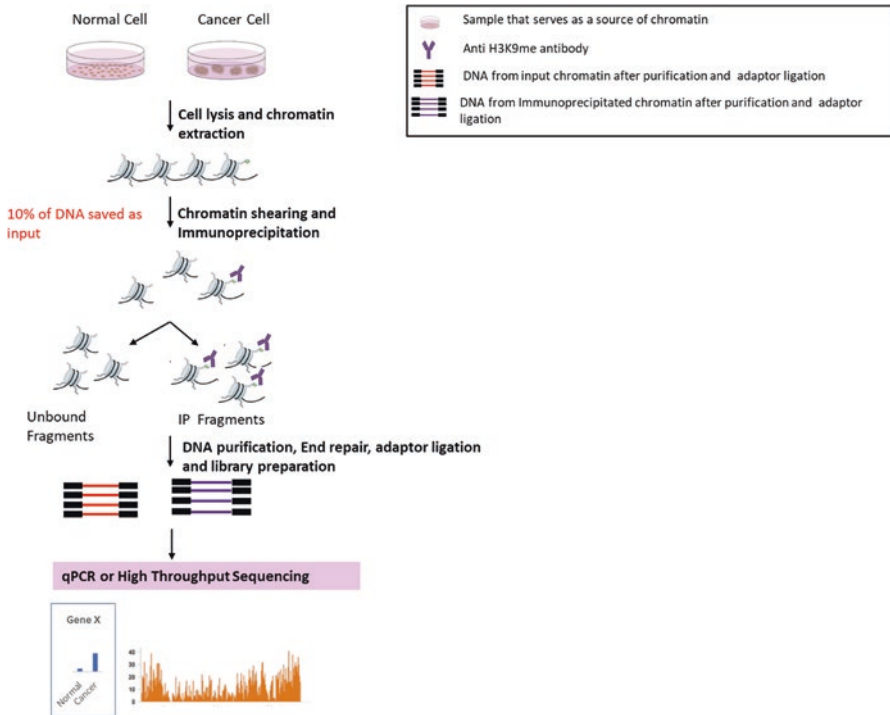 Normal Cell
Cancer Cell
Sample that serves as a source of chromatin
Anti H3K9me antibody
DNA from input chromatin after purification and adaptor ligation
DNA from Immunoprecipitated chromatin after purification and adaptor
ligation
Cell lysis and chromatin
extraction
10% of DNA saved as
input
Chromatin shearing and
Immunoprecipitation
Unbound
Fragments
IP Fragments
DNA purification, End repair, adaptor ligation
and library preparation
qPCR or High Throughput Sequencing
Gene X
Normal
Cancer
40
30
20
10
0